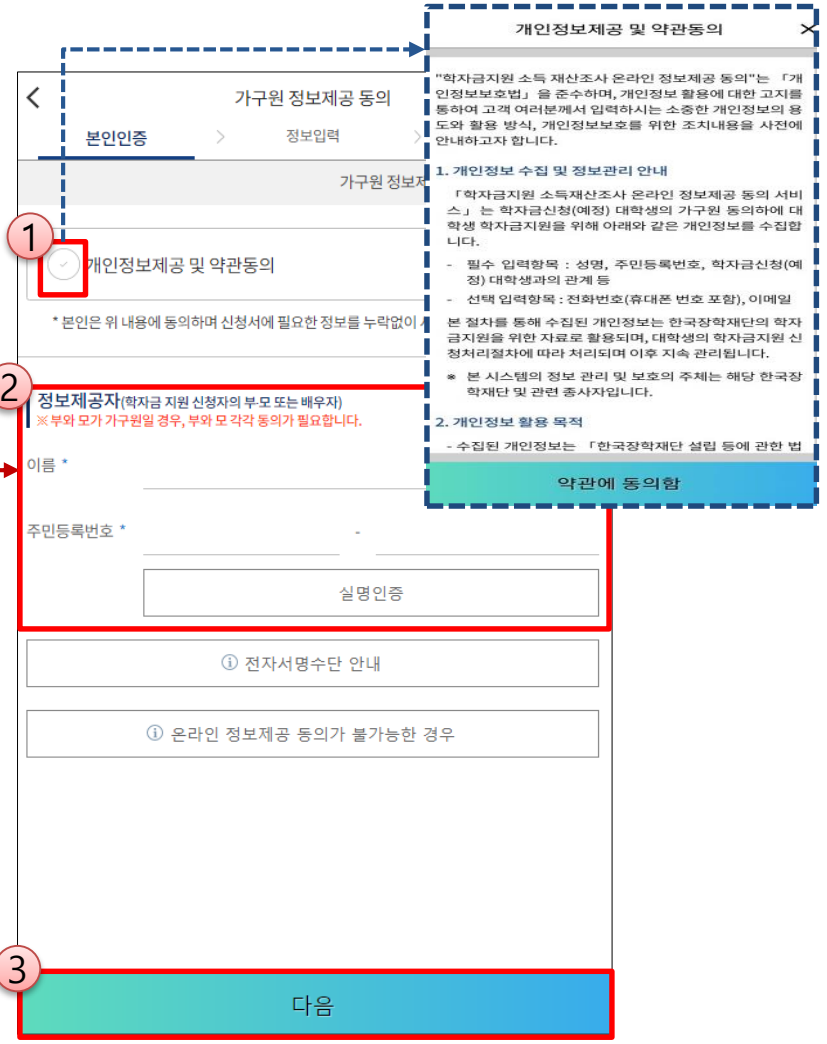 가구원 정보제공 동의
본인인증
정보입력
가구원 정보제
1
개인정보제공 및 약관동의
* 본인은 위 내용에 동의하며 신청서에 필요한 정보를 누락없이
2
정보제공자(학자금 지원 신청자의 부·모 또는 배우자)
※ 부와 모가 가구원일 경우, 부와 모 각각 동의가 필요합니다.
이름 *
주민등록번호 *
-
실명인증
ⓘ 전자서명수단 안내
ⓘ 온라인 정보제공 동의가 불가능한 경우
3
다음
개인정보제공 및 약관동의
"학자금지원 소득 재산조사 온라인 정보제공 동의"는 「개
인정보보호법」을 준수하며, 개인정보 활용에 대한 고지를
통하여 고객 여러분께서 입력하시는 소중한 개인정보의 용
도와 활용 방식, 개인정보보호를 위한 조치내용을 사전에
안내하고자 합니다.
1. 개인정보 수집 및 정보관리 안내
「학자금지원 소득재산조사 온라인 정보제공 동의 서비
스」는 학자금신청(예정) 대학생의 가구원 동의하에 대
학생 학자금지원을 위해 아래와 같은 개인정보를 수집합
니다.
- 필수 입력항목 : 성명, 주민등록번호, 학자금신청(예
정) 대학생과의 관계 등
- 선택 입력항목 : 전화번호(휴대폰 번호 포함), 이메일
본 절차를 통해 수집된 개인정보는 한국장학재단의 학자
금지원을 위한 자료로 활용되며, 대학생의 학자금지원 신
청처리절차에 따라 처리되며 이후 지속 관리됩니다.
※ 본 시스템의 정보 관리 및 보호의 주체는 해당 한국장
학재단 및 관련 종사자입니다.
2. 개인정보 활용 목적
- 수집된 개인정보는 「한국장학재단 설립 등에 관한 법
약관에 동의함